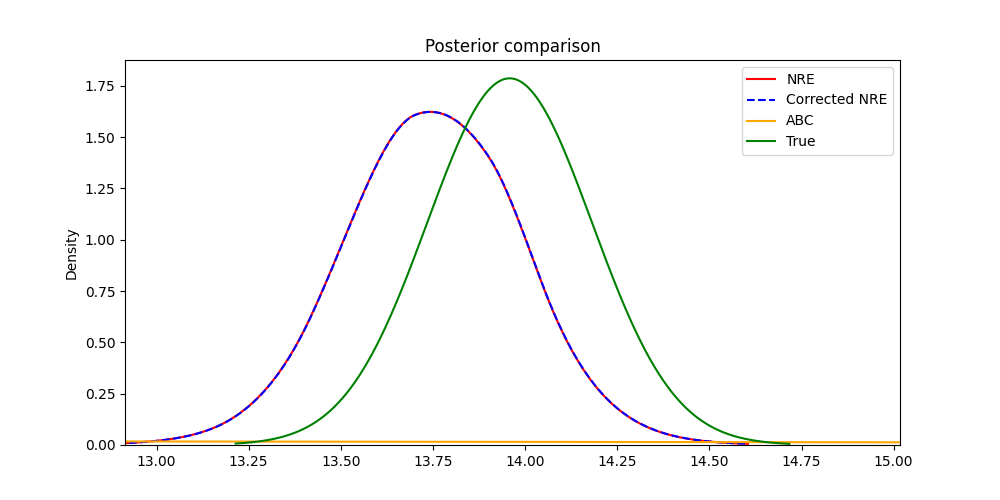 Posterior comparison
NRE
Corrected NRE
ABC
True
Density
1.75
1.50
1.25
1.00
0.75
0.50
0.25
0.00
13.00 13.25 13.50 13.75 14.00 14.25 14.50 14.75 15.00